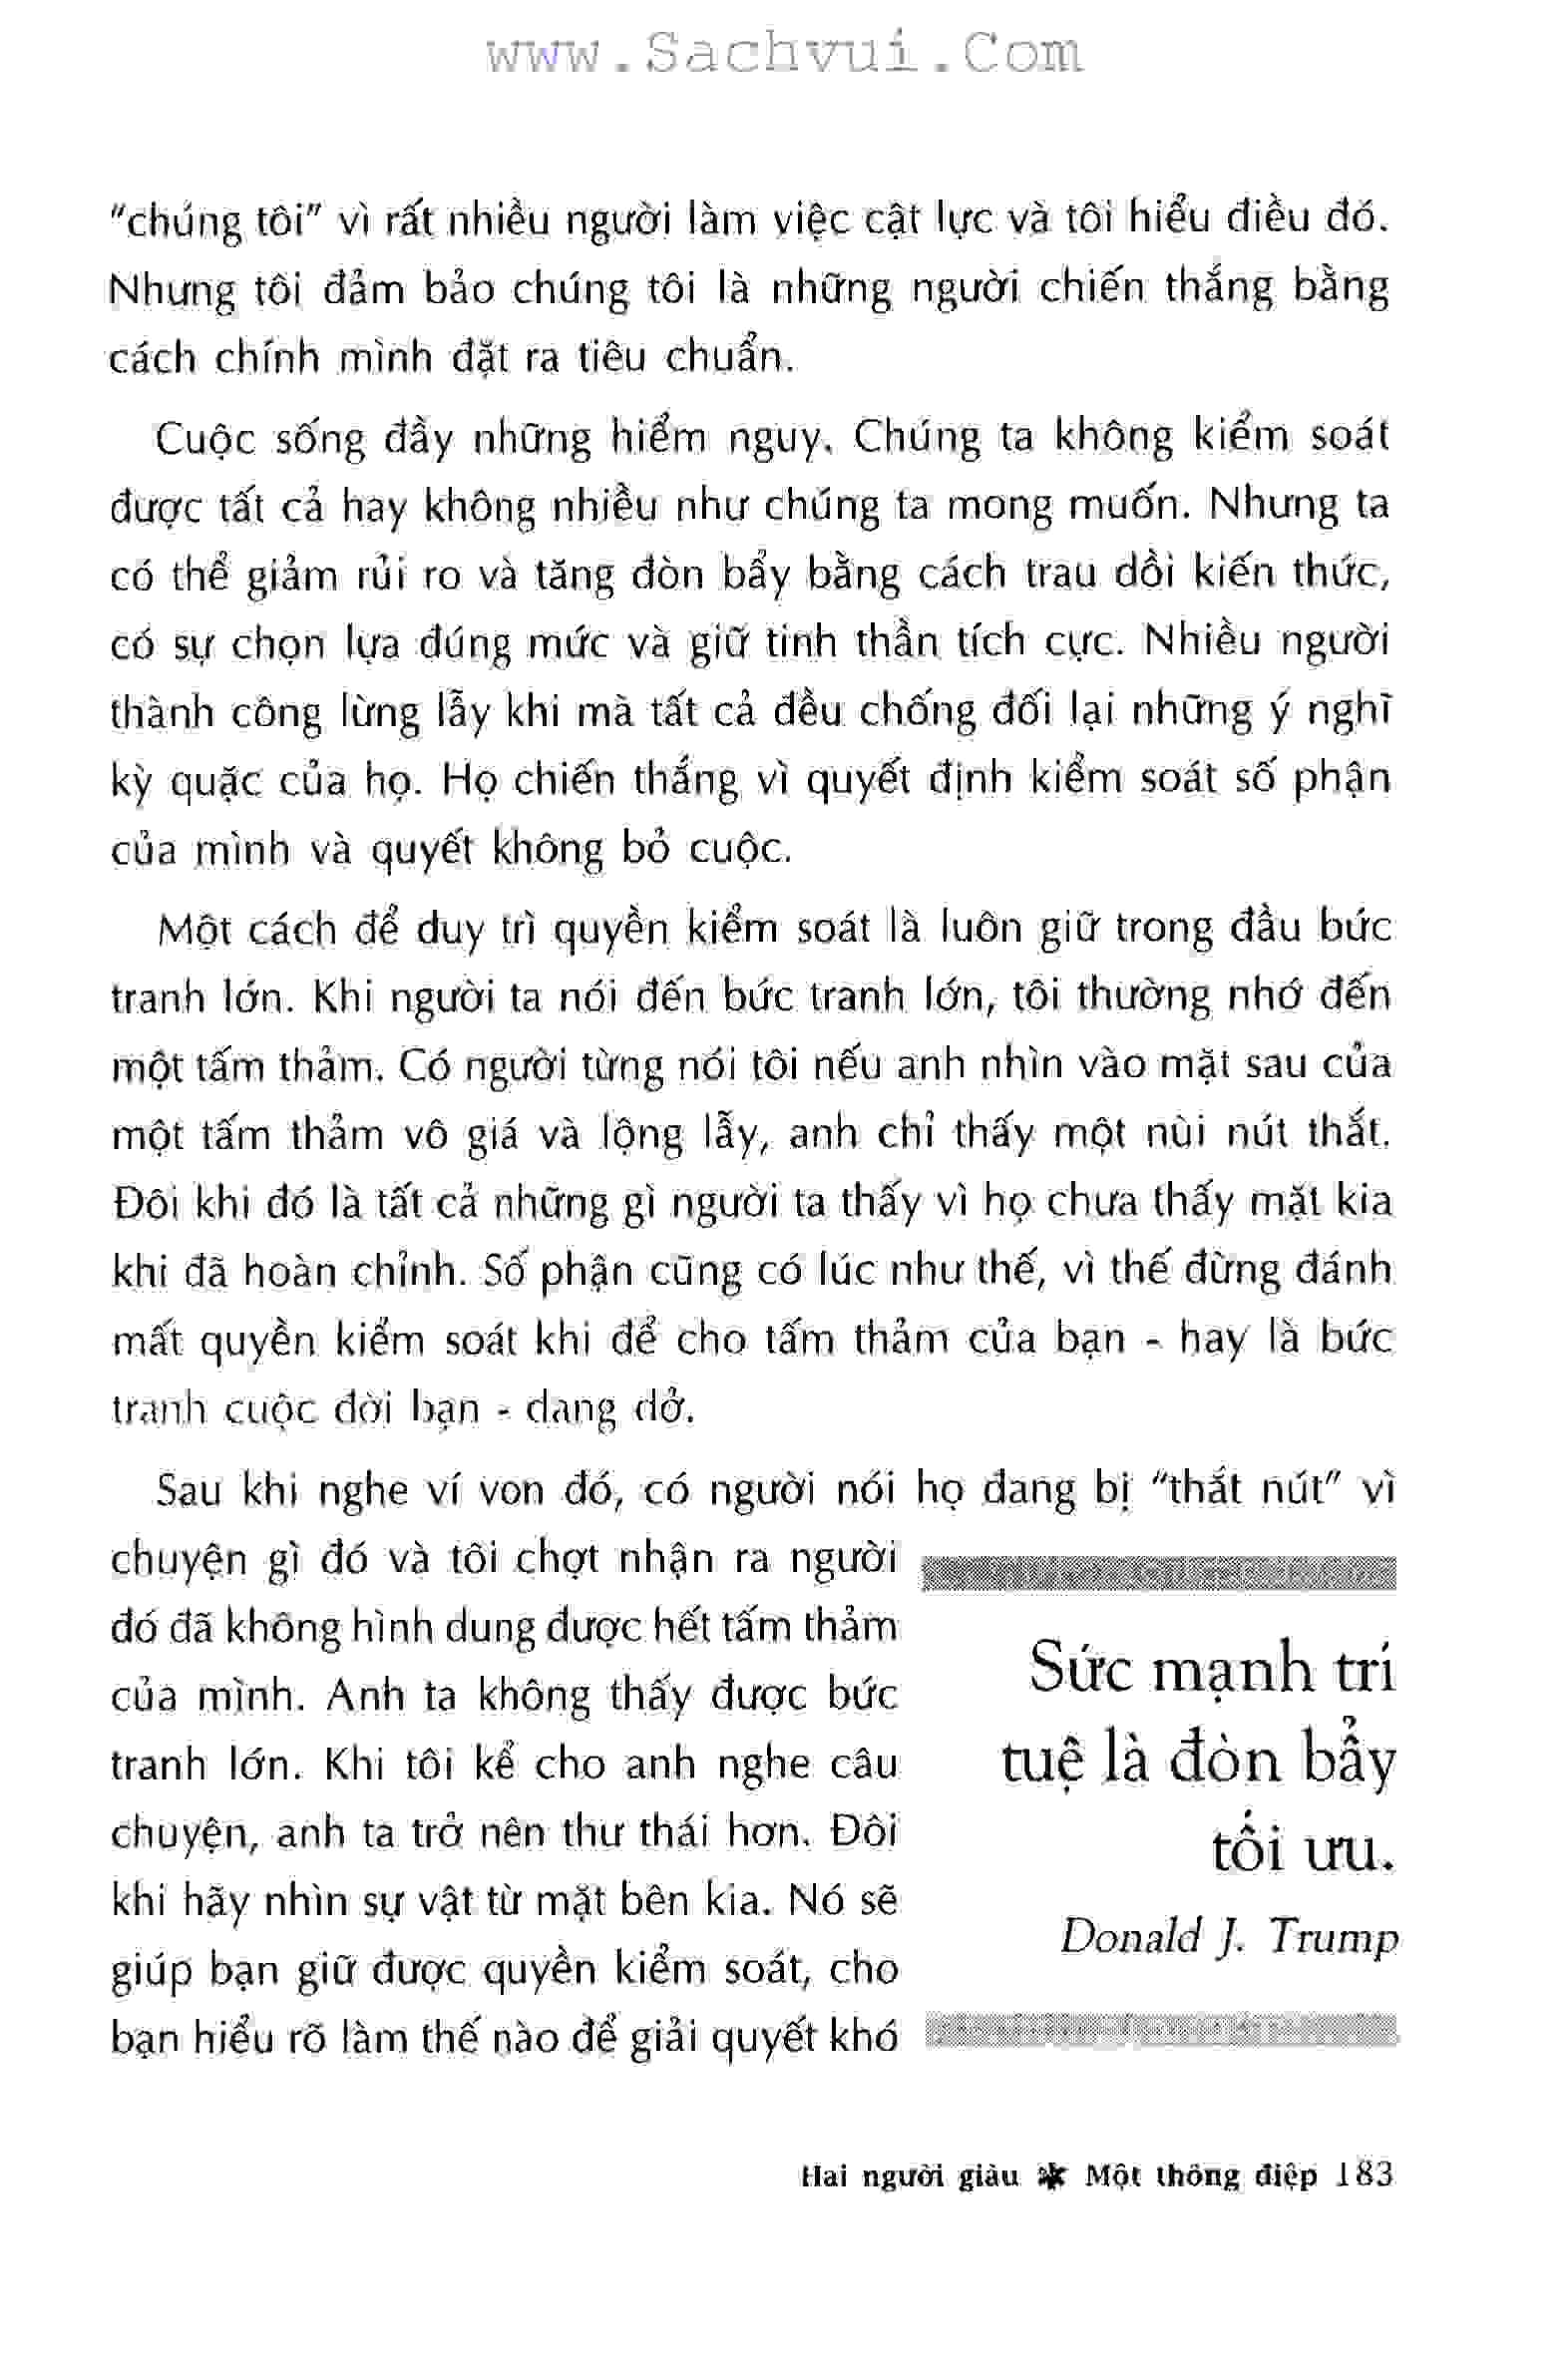 www.Sachvui.Com
"chúng tôi" vì rất nhiều người làm việc cật lực và tôi hiểu điều đó.
Nhưng tôi đảm bảo chúng tôi là những người chiến thắng bằng
cách chính mình đặt ra tiêu chuẩn.
Cuộc sống đầy những hiểm nguy. Chúng ta không kiểm soát
được tất cả hay không nhiều như chúng ta mong muốn. Nhưng ta
có thể giảm rủi ro và tăng đòn bẩy bằng cách trau dồi kiến thức,
có sự chọn lựa đúng mức và giữ tinh thần tích cực. Nhiều người
thành công lừng lẫy khi mà tất cả đều chống đối lại những ý nghĩ
kỳ quặc của họ. Họ chiến thắng vì quyết định kiểm soát số phận
của mình và quyết không bỏ cuộc.
Một cách để duy trì quyền kiểm soát là luôn giữ trong đầu bức
tranh lớn. Khi người ta nói đến bức tranh lớn, tôi thường nhớ đến
một tấm thảm. Có người từng nói tôi nếu anh nhìn vào mặt sau của
một tấm thảm vô giá và lộng lẫy, anh chỉ thấy một nùi nút thắt.
Đôi khi đó là tất cả những gì người ta thấy vì họ chưa thấy mặt kia
khi đã hoàn chỉnh. Số phận cũng có lúc như thế, vì thế đừng đánh
mất quyền kiểm soát khi để cho tấm thảm của bạn - hay là bức
tranh cuộc đời bạn - dang dở.
Sau khi nghe ví von đó, có người nói họ đang bị "thắt nút" vì
chuyện gì đó và tôi chợt nhận ra người
đó đã không hình dung được hết tấm thảm
của mình. Anh ta không thấy được bức
tranh lớn. Khi tôi kể cho anh nghe câu
chuyện, anh ta trở nên thư thái hơn. Đôi
khi hãy nhìn sự vật từ mặt bên kia. Nó sẽ
giúp bạn giữ được quyền kiểm soát, cho
bạn hiểu rõ làm thế nào để giải quyết khó
Sức mạnh trí
tuệ là đòn bẩy
tối ưu.
Donald J. Trump
Hai người giàu ✱ Một thông điệp 183